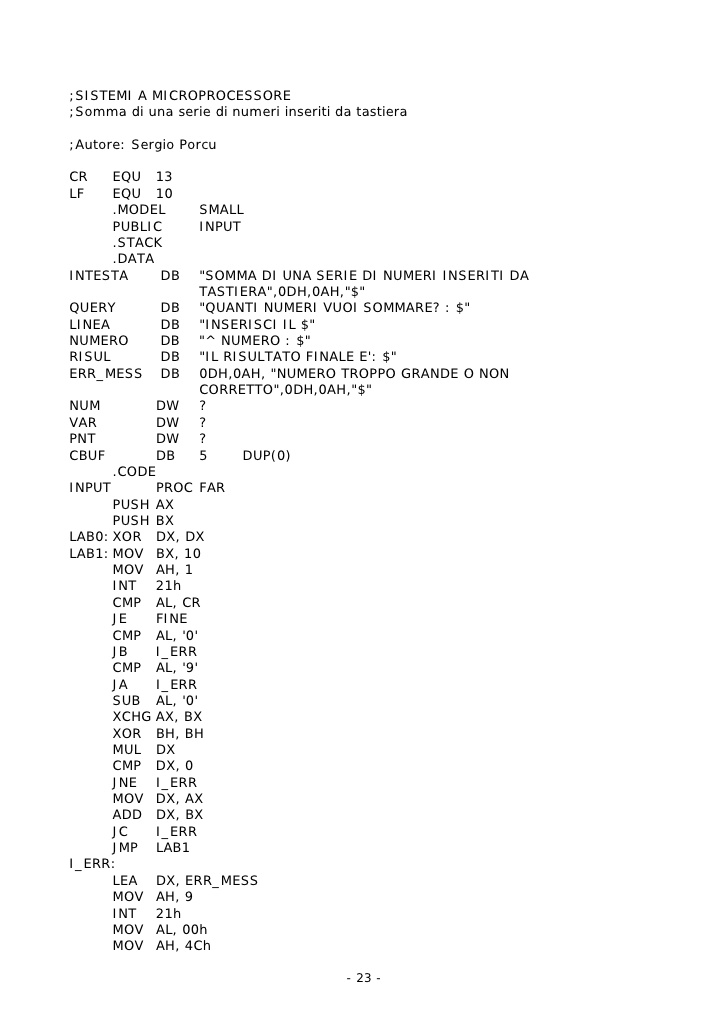 ;SISTEMI A MICROPROCESSORE
;Somma di una serie di numeri inseriti da tastiera
;Autore: Sergio Porcu
CR EQU 13
LF EQU 10
.MODEL SMALL
PUBLIC INPUT
.STACK
.DATA
INTESTA DB "SOMMA DI UNA SERIE DI NUMERI INSERITI DA
TASTIERA",0DH,0AH,"$"
QUERY DB "QUANTI NUMERI VUOI SOMMARE? : $"
LINEA DB "INSERISCI IL $"
NUMERO DB "^ NUMERO : $"
RISUL DB "IL RISULTATO FINALE E': $"
ERR_MESS DB 0DH,0AH, "NUMERO TROPPO GRANDE O NON
CORRETTO",0DH,0AH,"$"
NUM DW ?
VAR DW ?
PNT DW ?
CBUF DB 5 DUP(0)
.CODE
INPUT PROC FAR
PUSH AX
PUSH BX
LAB0: XOR DX, DX
LAB1: MOV BX, 10
MOV AH, 1
INT 21h
CMP AL, CR
JE FINE
CMP AL, '0'
JB I_ERR
CMP AL, '9'
JA I_ERR
SUB AL, '0'
XCHG AX, BX
XOR BH, BH
MUL DX
CMP DX, 0
JNE I_ERR
MOV DX, AX
ADD DX, BX
JC I_ERR
JMP LAB1
I_ERR:
LEA DX, ERR_MESS
MOV AH, 9
INT 21h
MOV AL, 00h
MOV AH, 4Ch
- 23 -